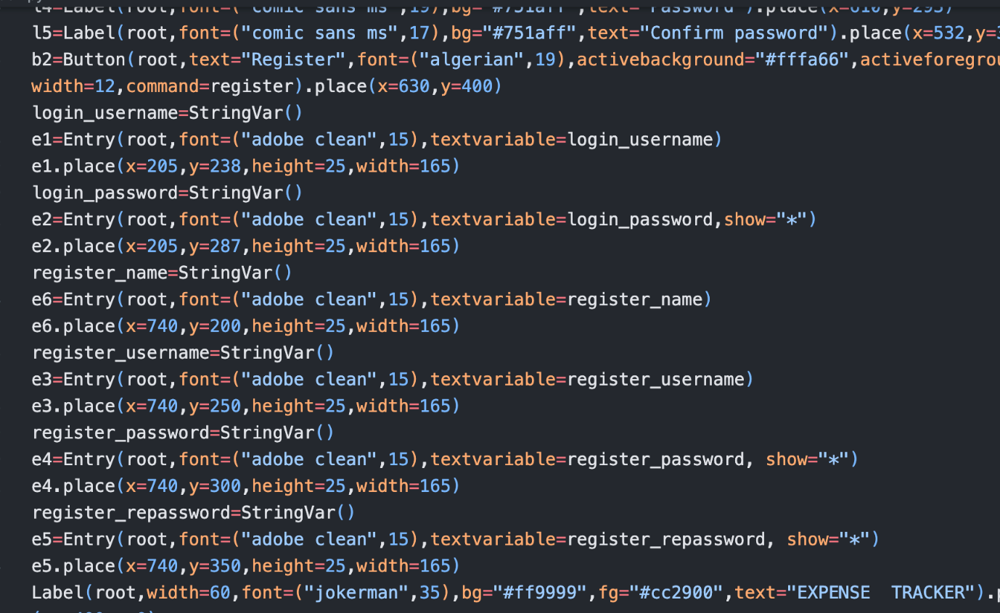 l4=Label(root,font=("comic sans ms",19),bg="#751aff",text="Password").place(x=610,y=293)
l5=Label(root,font=("comic sans ms",17),bg="#751aff",text="Confirm password").place(x=532,y=
b2=Button(root,text="Register",font=("algerian",19),activebackground="#fffa66",activeforegrou
width=12,command=register).place(x=630,y=400)
login_username=StringVar()
e1=Entry(root,font=("adobe clean",15),textvariable=login_username)
e1.place(x=205,y=238,height=25,width=165)
login_password=StringVar()
e2=Entry(root,font=("adobe clean",15),textvariable=login_password,show="*")
e2.place(x=205,y=287,height=25,width=165)
register_name=StringVar()
e6=Entry(root,font=("adobe clean",15),textvariable=register_name)
e6.place(x=740,y=200,height=25,width=165)
register_username=StringVar()
e3=Entry(root,font=("adobe clean",15),textvariable=register_username)
e3.place(x=740,y=250,height=25,width=165)
register_password=StringVar()
e4=Entry(root,font=("adobe clean",15),textvariable=register_password, show="*")
e4.place(x=740,y=300,height=25,width=165)
register_repassword=StringVar()
e5=Entry(root,font=("adobe clean",15),textvariable=register_repassword, show="*")
e5.place(x=740,y=350,height=25,width=165)
Label(root,width=60,font=("jokerman",35),bg="#ff9999",fg="#cc2900",text="EXPENSE  TRACKER").